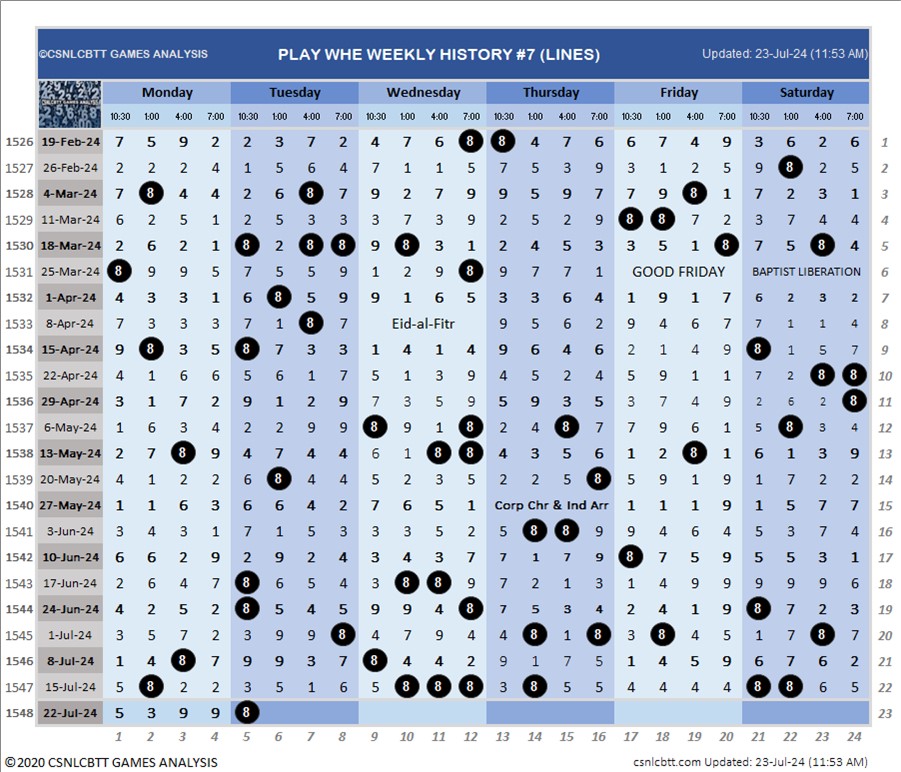 ©CSNLCBTT GAMES ANALYSIS PLAY WHE WEEKLY HISTORY #7 (LINES) Updated: 23-Jul-24 (11:53 AM)
Monday Tuesday Wednesday Thursday Friday Saturday
10:30 1:00 4:00 7:00 10:30 1:00 4:00 7:00 10:30 1:00 4:00 7:00 10:30 1:00 4:00 7:00 10:30 1:00 4:00 7:00 10:30 1:00 4:00 7:00
1526 19-Feb-24 7 5 9 2 2 3 7 2 4 7 6 8 8 4 7 6 6 7 4 9 3 6 2 6 1
1527 26-Feb-24 2 2 2 4 1 5 6 4 7 1 1 5 7 5 3 9 3 1 2 5 9 8 2 5 2
1528 4-Mar-24 7 8 4 4 2 6 8 7 9 2 7 9 9 5 9 7 7 9 8 1 7 2 3 1 3
1529 11-Mar-24 6 2 5 1 2 5 3 3 3 7 3 9 2 5 2 9 8 8 7 2 3 7 4 4 4
1530 18-Mar-24 2 6 2 1 8 2 8 8 9 8 3 1 2 4 5 3 3 5 1 8 7 5 8 4 5
1531 25-Mar-24 8 9 9 5 7 5 5 9 1 2 9 8 9 7 7 1 GOOD FRIDAY BAPTIST LIBERATION 6
1532 1-Apr-24 4 3 3 1 6 8 5 9 9 1 6 5 3 3 6 4 1 9 1 7 6 2 3 2 7
1533 8-Apr-24 7 3 3 3 7 1 8 7 Eid-al-Fitr 9 5 6 2 9 4 6 7 7 1 1 4 8
1534 15-Apr-24 9 8 3 5 8 7 3 3 1 4 1 4 9 6 4 6 2 1 4 9 8 1 5 7 9
1535 22-Apr-24 4 1 6 6 5 6 1 7 5 1 3 9 4 5 2 4 5 9 1 1 7 2 8 8 10
1536 29-Apr-24 3 1 7 2 9 1 2 9 7 3 5 9 5 9 3 5 3 7 4 9 2 6 2 8 11
1537 6-May-24 1 6 3 4 2 2 9 9 8 9 1 8 2 4 8 7 7 9 6 1 5 8 3 4 12
1538 13-May-24 2 7 8 9 4 7 4 4 6 1 8 8 4 3 5 6 1 2 8 1 6 1 3 9 13
1539 20-May-24 4 1 2 2 6 8 4 4 5 2 3 5 2 5 2 8 5 9 1 9 1 5 7 2 14
1540 27-May-24 1 1 6 3 6 6 4 2 7 6 5 1 Corp Chr & Ind Arr 1 1 1 9 1 5 7 7 15
1541 3-Jun-24 3 4 3 1 7 1 5 3 3 3 5 2 5 8 8 9 9 4 6 4 5 3 7 4 16
1542 10-Jun-24 6 6 2 9 2 9 2 4 3 4 3 7 7 1 7 9 8 7 5 9 5 5 3 1 17
1543 17-Jun-24 2 6 4 7 8 6 5 4 3 8 8 9 7 2 1 3 1 4 9 9 9 9 9 6 18
1544 24-Jun-24 4 2 5 2 8 5 4 5 9 9 4 8 7 5 3 4 2 4 1 9 8 7 2 3 19
1545 1-Jul-24 3 5 7 2 3 9 9 8 4 7 9 4 4 8 1 8 3 8 4 5 1 7 8 7 20
1546 8-Jul-24 1 4 8 7 9 9 3 7 8 4 4 2 9 1 7 5 1 4 5 9 6 7 6 2 21
1547 15-Jul-24 5 8 2 2 3 5 1 6 5 8 8 8 3 8 5 5 4 4 4 4 8 8 6 5 22
1548 22-Jul-24 5 3 9 4 8 23
1 2 3 4 5 6 7 8 9 10 11 12 13 14 15 16 17 18 19 20 21 22 23 24
©2020 CSNLCBTT GAMES ANALYSIS csnlcbtt.com Updated: 23-Jul-24 (11:53 AM)